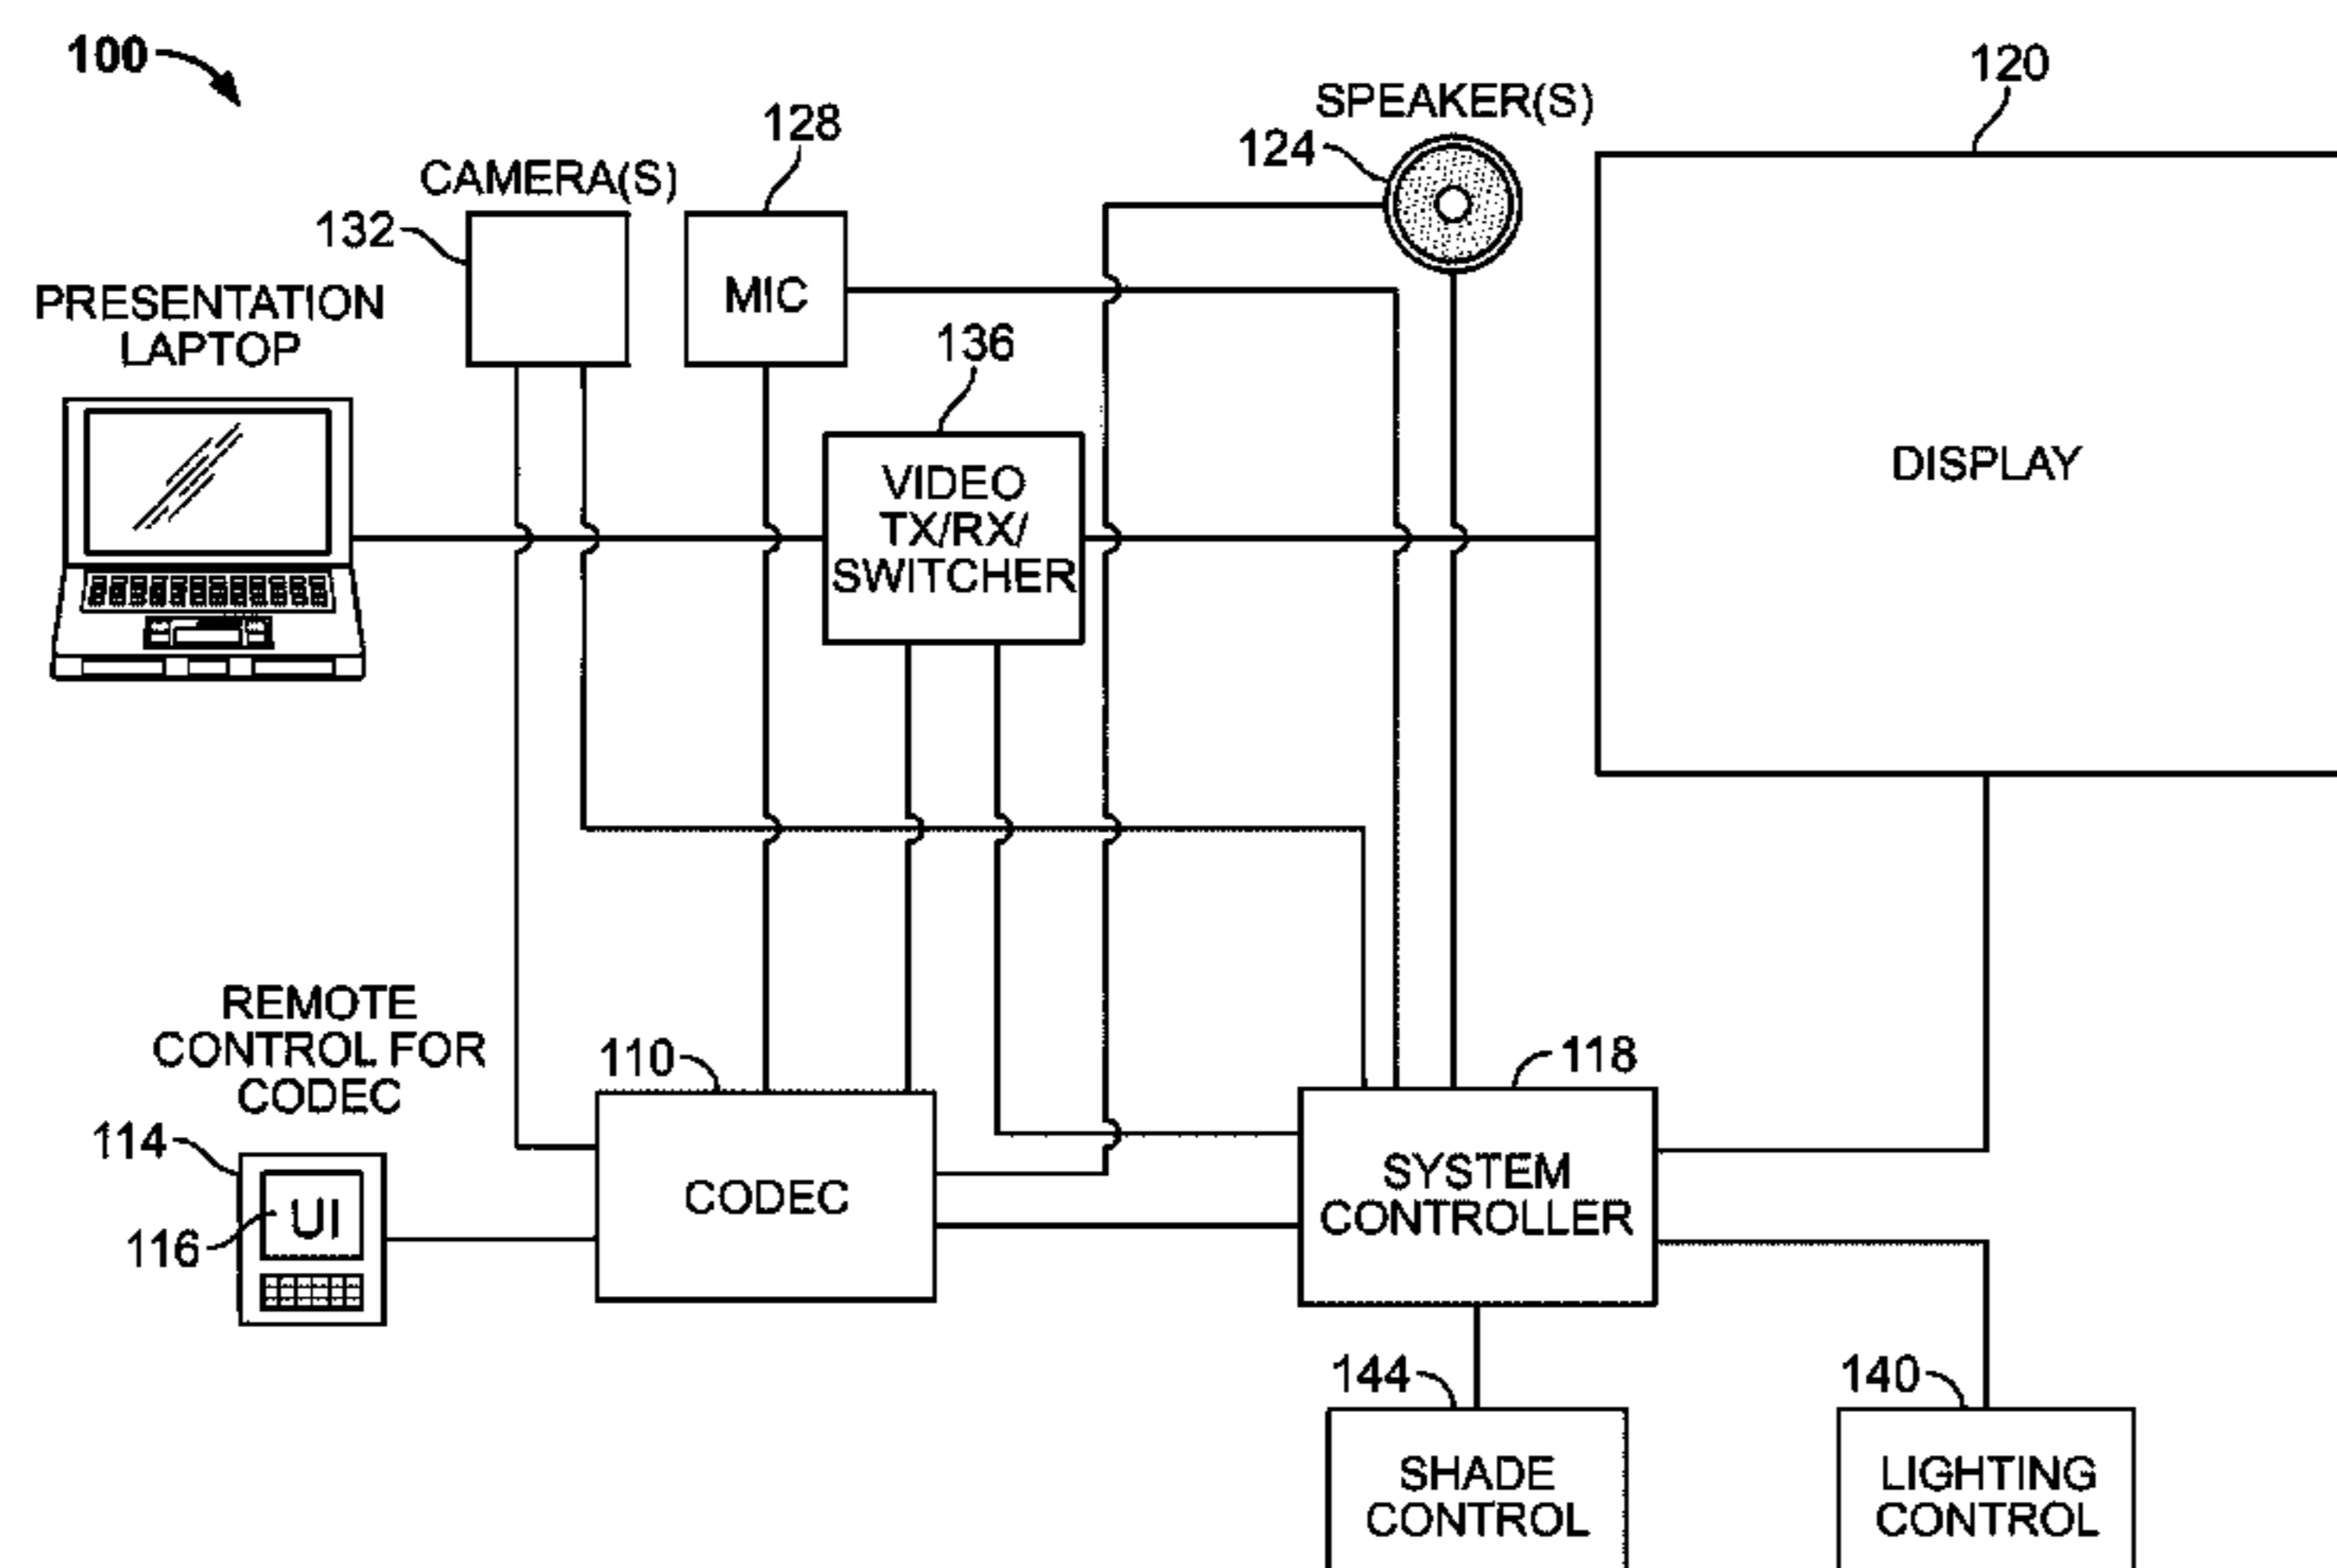 100
120
128
SPEAKER(S)
124
CAMERA(S)
132
MIC
PRESENTATION
LAPTOP
136
VIDEO
TX/RX/
SWITCHER
DISPLAY
REMOTE
CONTROL FOR
CODEC
110
118
114
UI
116
CODEC
SYSTEM
CONTROLLER
144
140
SHADE
CONTROL
LIGHTING
CONTROL